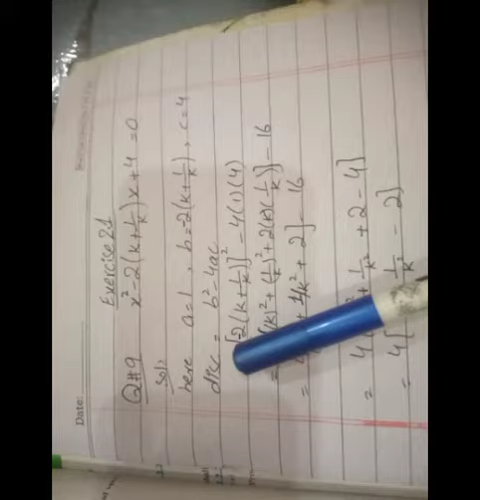 Date:
Exercise 2.1
Q#9 x² - 2(k + 1/k)x + 4 = 0
Sol:
here a = 1, b = -2(k + 1/k), c = 4
disc = b² - 4ac
[-2(k + 1/k)]² - 4(1)(4)
= (k)² + (1/k)² + 2(k)(1/k)] - 16
= + 1/k² + 2] - 16
= 4 ² + 1/k² + 2 - 4]
= 4[ 1/k² - 2]